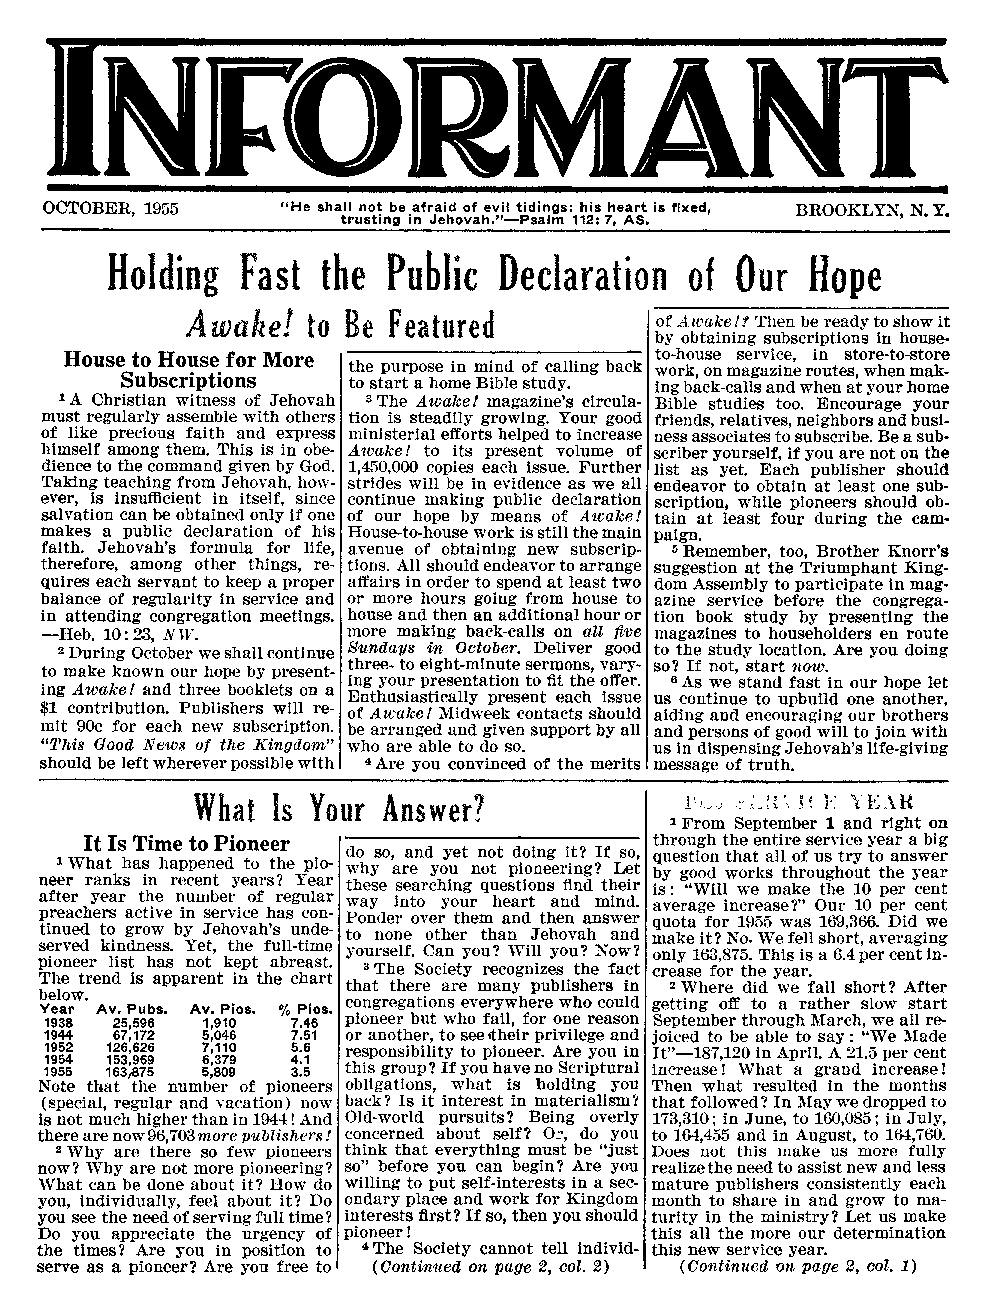 INFORMANT
OCTOBER, 1955
"He shall not be afraid of evil tidings: his heart is fixed,
trusting in Jehovah."—Psalm 112:7, AS.
BROOKLYN, N. Y.
Holding Fast the Public Declaration of Our Hope
Awake! to Be Featured
House to House for More
Subscriptions
1 A Christian witness of Jehovah
must regularly assemble with others
of like precious faith and express
himself among them. This is in obe-
dience to the command given by God.
Taking teaching from Jehovah, how-
ever, is insufficient in itself, since
salvation can be obtained only if one
makes a public declaration of his
faith. Jehovah's formula for life,
therefore, among other things, re-
quires each servant to keep a proper
balance of regularity in service and
in attending congregation meetings.
—Heb. 10:23, NW.
2 During October we shall continue
to make known our hope by present-
ing Awake! and three booklets on a
$1 contribution. Publishers will re-
mit 90c for each new subscription.
"This Good News of the Kingdom"
should be left wherever possible with
the purpose in mind of calling back
to start a home Bible study.
3 The Awake! magazine's circula-
tion is steadily growing. Your good
ministerial efforts helped to increase
Awake! to its present volume of
1,450,000 copies each issue. Further
strides will be in evidence as we all
continue making public declaration
of our hope by means of Awake!
House-to-house work is still the main
avenue of obtaining new subscrip-
tions. All should endeavor to arrange
affairs in order to spend at least two
or more hours going from house to
house and then an additional hour or
more making back-calls on all five
Sundays in October. Deliver good
three- to eight-minute sermons, vary-
ing your presentation to fit the offer.
Enthusiastically present each issue
of Awake! Midweek contacts should
be arranged and given support by all
who are able to do so.
4 Are you convinced of the merits
of Awake!? Then be ready to show it
by obtaining subscriptions in house-
to-house service, in store-to-store
work, on magazine routes, when mak-
ing back-calls and when at your home
Bible studies too. Encourage your
friends, relatives, neighbors and busi-
ness associates to subscribe. Be a sub-
scriber yourself, if you are not on the
list as yet. Each publisher should
endeavor to obtain at least one sub-
scription, while pioneers should ob-
tain at least four during the cam-
paign.
5 Remember, too, Brother Knorr's
suggestion at the Triumphant King-
dom Assembly to participate in mag-
azine service before the congrega-
tion book study by presenting the
magazines to householders en route
to the study location. Are you doing
so? If not, start now.
6 As we stand fast in our hope let
us continue to upbuild one another,
aiding and encouraging our brothers
and persons of good will to join with
us in dispensing Jehovah's life-giving
message of truth.
What Is Your Answer?
It Is Time to Pioneer
1 What has happened to the pio-
neer ranks in recent years? Year
after year the number of regular
preachers active in service has con-
tinued to grow by Jehovah's unde-
served kindness. Yet, the full-time
pioneer list has not kept abreast.
The trend is apparent in the chart
below.
Year Av. Pubs. Av. Pios. % Pios.
1938 25,596 1,910 7.46
1944 67,172 5,046 7.51
1952 126,626 7,110 5.6
1954 153,959 6,379 4.1
1955 163,875 5,809 3.5
Note that the number of pioneers
(special, regular and vacation) now
is not much higher than in 1944! And
there are now 96,703 more publishers!
2 Why are there so few pioneers
now? Why are not more pioneering?
What can be done about it? How do
you, individually, feel about it? Do
you see the need of serving full time?
Do you appreciate the urgency of
the times? Are you in position to
serve as a pioneer? Are you free to
do so, and yet not doing it? If so,
why are you not pioneering? Let
these searching questions find their
way into your heart and mind.
Ponder over them and then answer
to none other than Jehovah and
yourself. Can you? Will you? Now?
3 The Society recognizes the fact
that there are many publishers in
congregations everywhere who could
pioneer but who fail, for one reason
or another, to see their privilege and
responsibility to pioneer. Are you in
this group? If you have no Scriptural
obligations, what is holding you
back? Is it interest in materialism?
Old-world pursuits? Being overly
concerned about self? Or, do you
think that everything must be "just
so" before you can begin? Are you
willing to put self-interests in a sec-
ondary place and work for Kingdom
interests first? If so, then you should
pioneer!
4 The Society cannot tell individ-
(Continued on page 2, col. 2)
YEAR
1 From September 1 and right on
through the entire service year a big
question that all of us try to answer
by good works throughout the year
is: "Will we make the 10 per cent
average increase?" Our 10 per cent
quota for 1955 was 169,366. Did we
make it? No. We fell short, averaging
only 163,875. This is a 6.4 per cent in-
crease for the year.
2 Where did we fall short? After
getting off to a rather slow start
September through March, we all re-
joiced to be able to say: "We Made
It"—187,120 in April. A 21.5 per cent
increase! What a grand increase!
Then what resulted in the months
that followed? In May we dropped to
173,310; in June, to 160,085; in July,
to 164,455 and in August, to 164,760.
Does not this make us more fully
realize the need to assist new and less
mature publishers consistently each
month to share in and grow to ma-
turity in the ministry? Let us make
this all the more our determination
this new service year.
(Continued on page 2, col. 1)